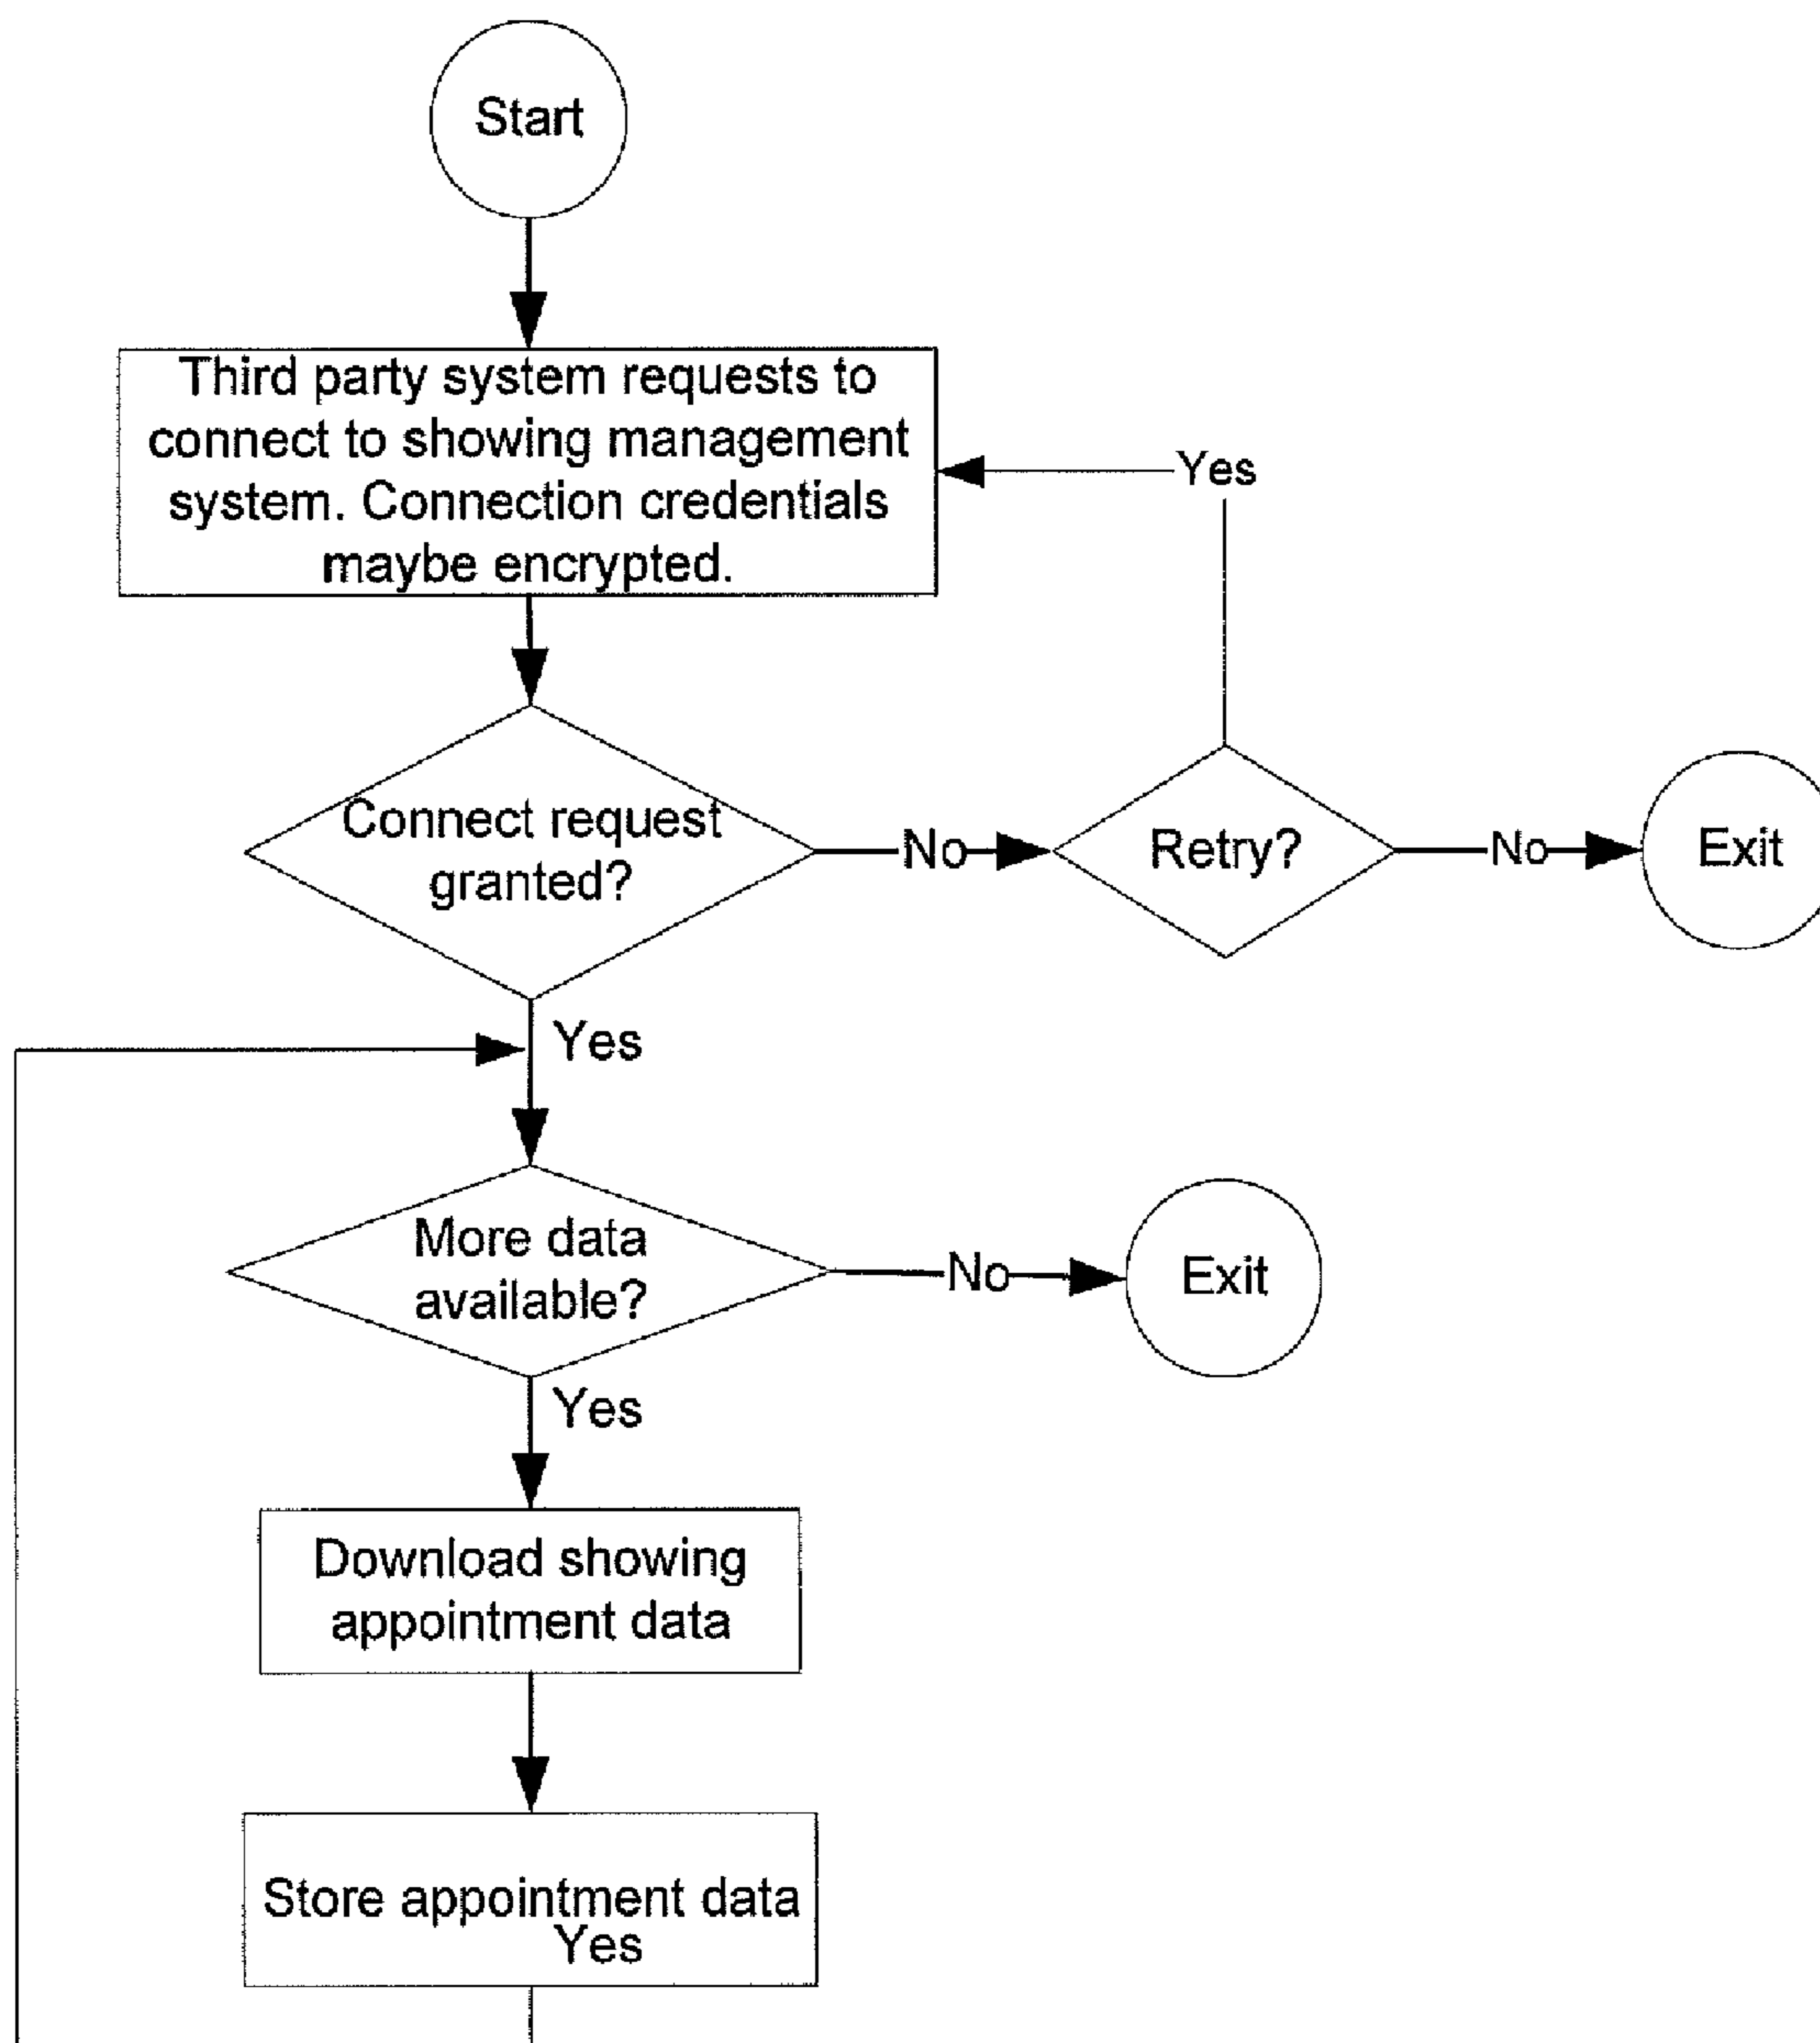 Start
Third party system requests to
connect to showing management
system. Connection credentials
maybe encrypted.
Yes
Connect request
granted?
No
Retry?
No
Exit
Yes
More data
available?
No
Exit
Yes
Download showing
appointment data
Store appointment data
Yes